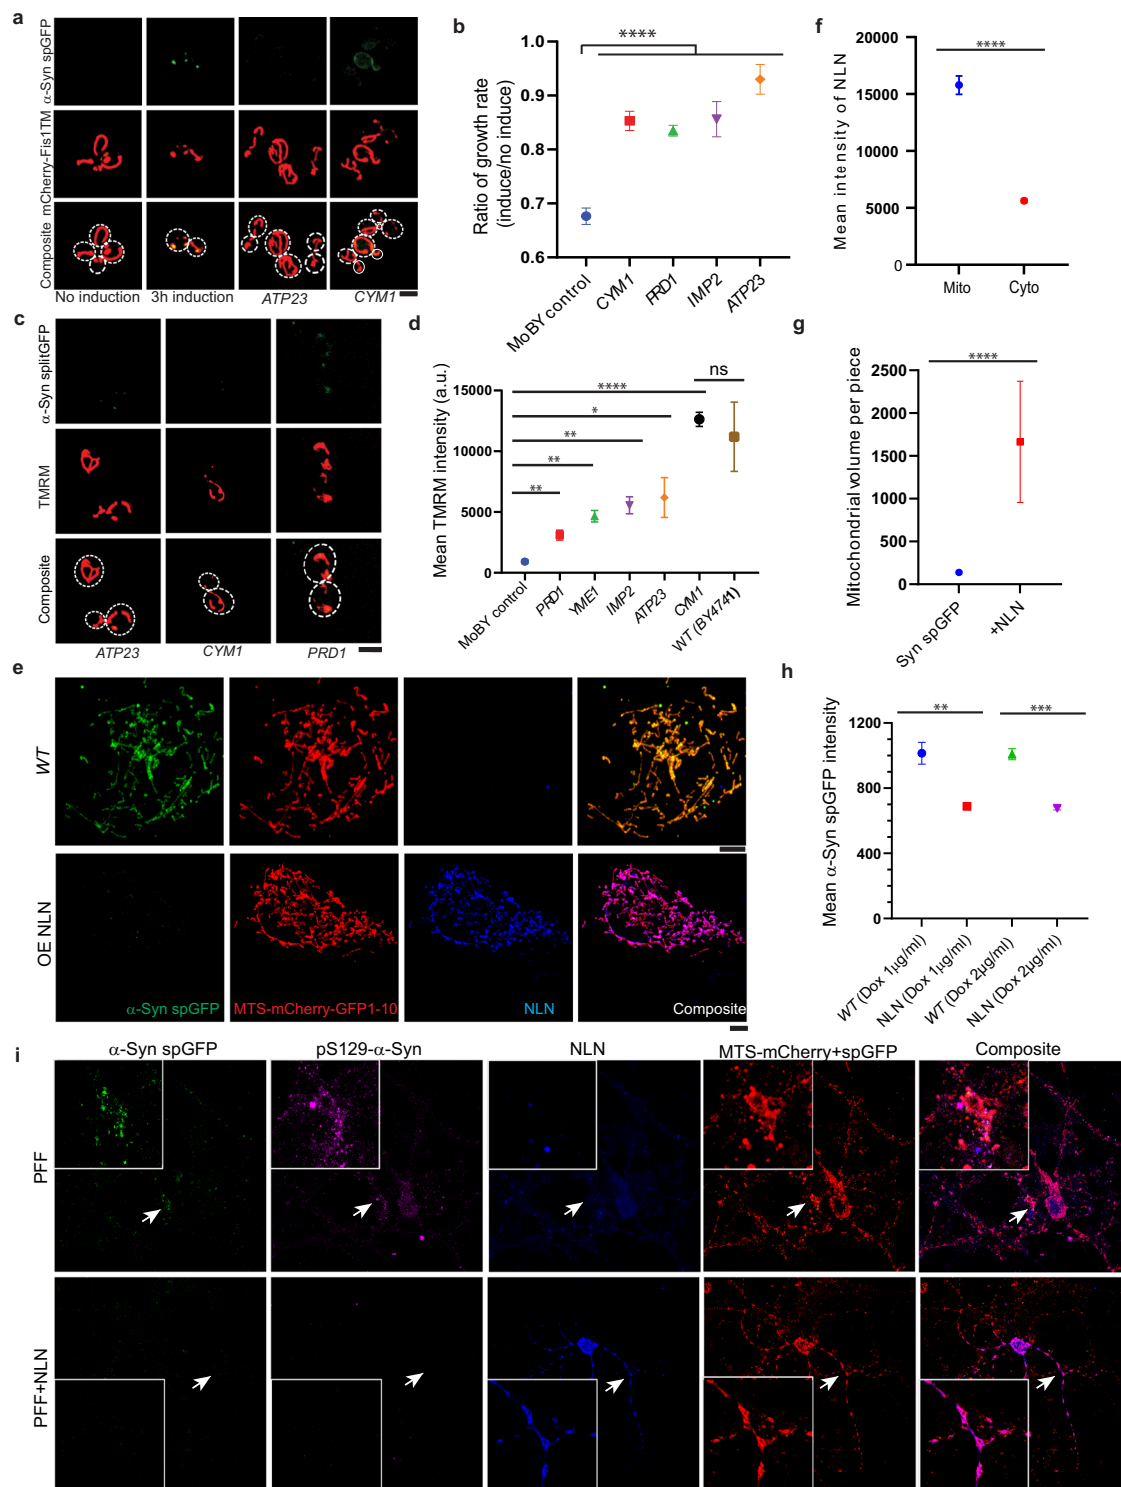 a
α-Syn spGFP
mCherry-Fis1TM
Composite
No induction
3h induction
ATP23
CYM1
b
Ratio of growth rate
(induce/no induce)
1.0
0.9
0.8
0.7
0.6
****
MoBY control
CYM1
PRD1
IMP2
ATP23
f
Mean intensity of NLN
20000
15000
10000
5000
0
****
Mito
Cyto
c
α-Syn splitGFP
TMRM
Composite
ATP23
CYM1
PRD1
d
Mean TMRM intensity (a.u.)
15000
10000
5000
0
ns
****
*
**
**
**
MoBY control
PRD1
YME1
IMP2
ATP23
CYM1
WT (BY4741)
g
Mitochondrial volume per piece
2500
2000
1500
1000
500
0
****
Syn spGFP
+NLN
e
WT
OE NLN
α-Syn spGFP
MTS-mCherry-GFP1-10
NLN
Composite
h
Mean α-Syn spGFP intensity
1200
900
600
400
0
**
***
WT (Dox 1μg/ml)
NLN (Dox 1μg/ml)
WT (Dox 2μg/ml)
NLN (Dox 2μg/ml)
i
α-Syn spGFP
pS129-α-Syn
NLN
MTS-mCherry+spGFP
Composite
PFF
PFF+NLN